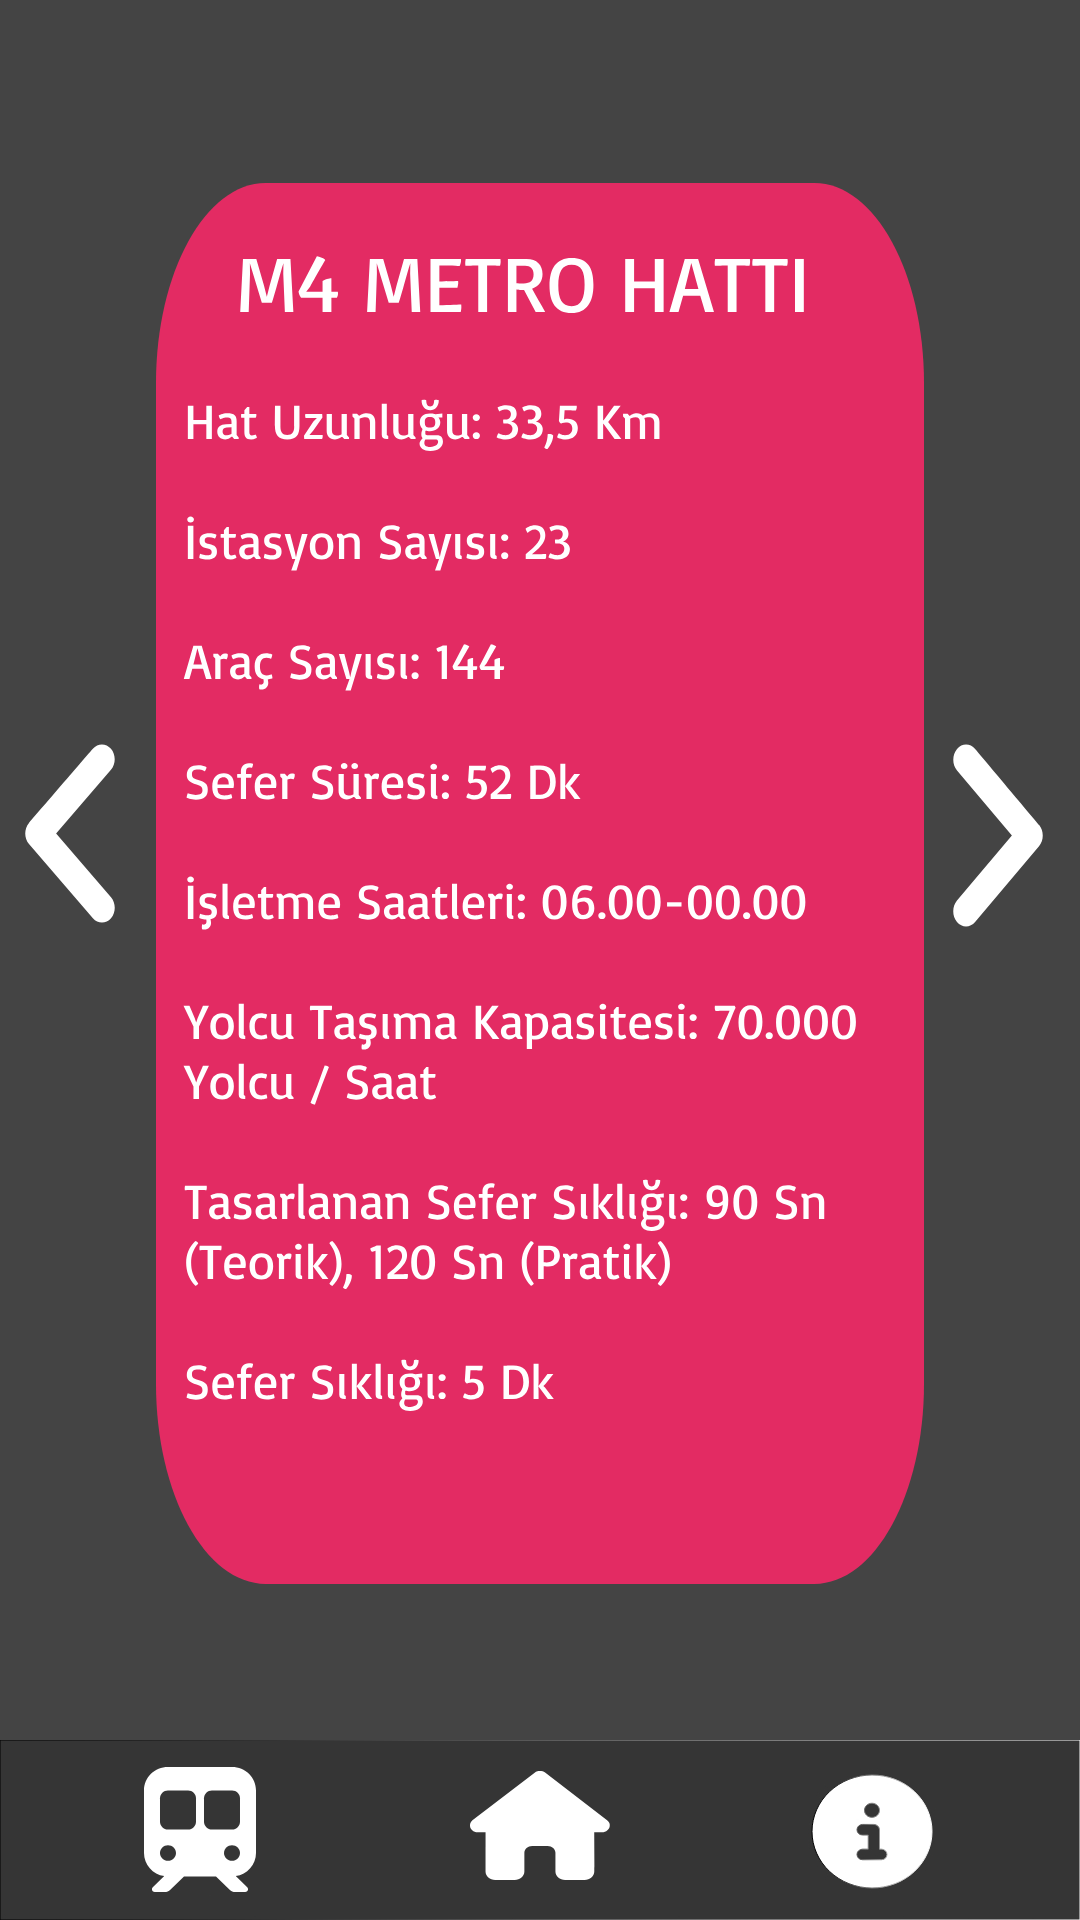 M4 METRO HATTI
Hat Uzunluğu: 33,5 Km
İstasyon Sayısı: 23
Araç Sayısı: 144
Sefer Süresi: 52 Dk
İşletme Saatleri: 06.00-00.00
Yolcu Taşıma Kapasitesi: 70.000
Yolcu / Saat
Tasarlanan Sefer Sıklığı: 90 Sn
(Teorik), 120 Sn (Pratik)
Sefer Sıklığı: 5 Dk